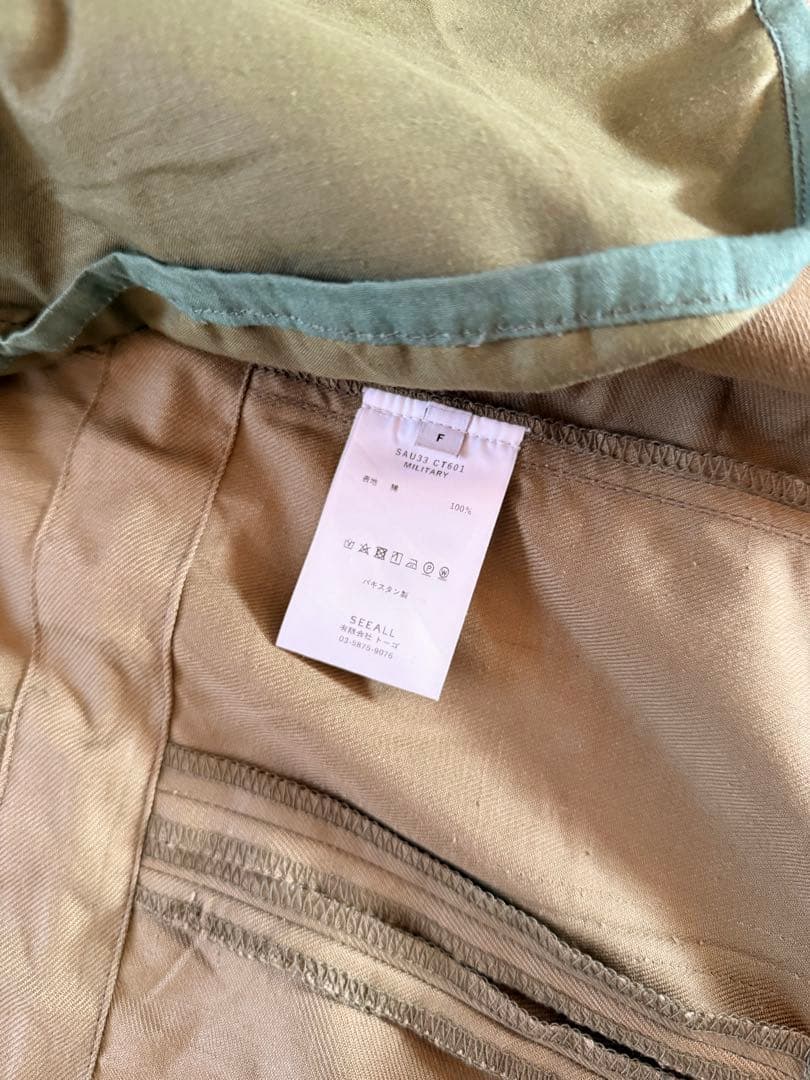 F
SAU33 CT601
MILITARY
表地 綿
100%
パキスタン製
SEEALL
有限会社 トーゴ
03-5875-9076